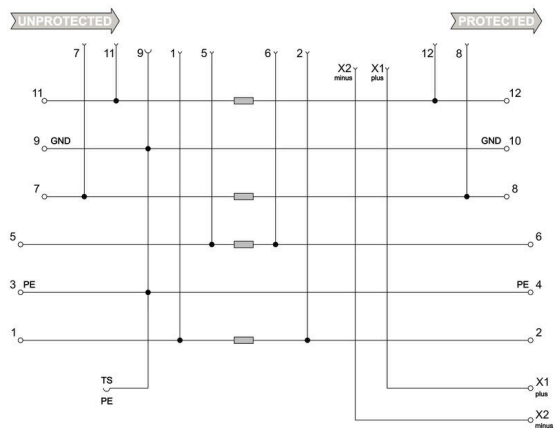 UNPROTECTED PROTECTED
7 11 9 1 5 6 2 X2 minus X1 plus 12 8
11 12
9 GND GND 10
7 8
5 6
3 PE PE 4
1 2
TS
PE
X1
plus
X2
minus